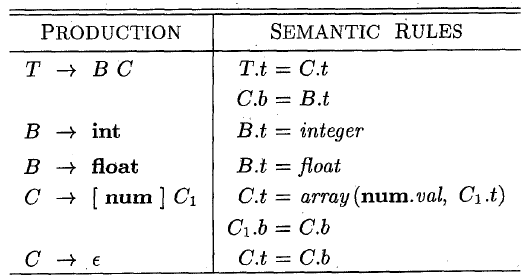 PRODUCTION SEMANTIC RULES
T → B C T.t = C.t
C.b = B.t
B → int B.t = integer
B → float B.t = float
C → [ num ] C₁ C.t = array (num.val, C₁.t)
C₁.b = C.b
C → ϵ C.t = C.b